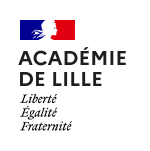 ACADÉMIE
DE LILLE
Liberté
Égalité
Fraternité